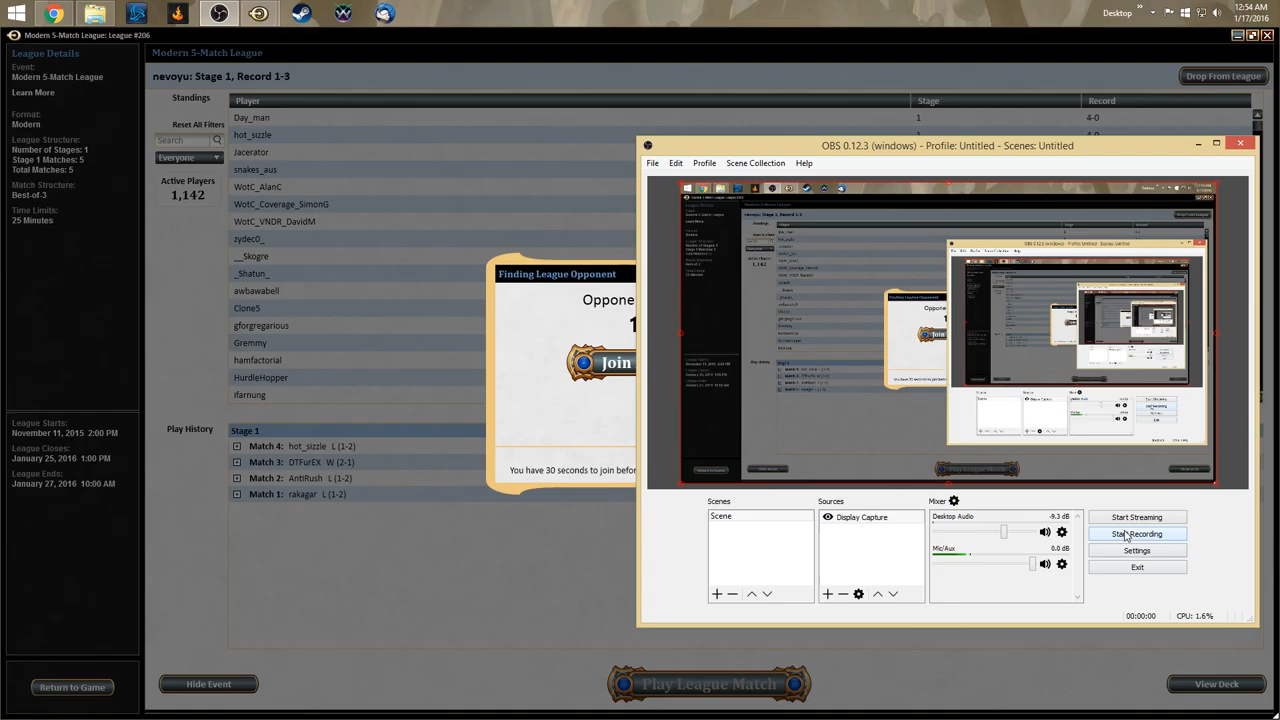 Desktop
12:54 AM
1/17/2016
Modern 5-Match League: League #206
League Details
Event:
Modern 5-Match League
Learn More
Format:
Modern
League Structure:
Number of Stages: 1
Stage 1 Matches: 5
Total Matches: 5
Match Structure:
Best-of-3
Time Limits:
25 Minutes
League Starts:
November 11, 2015 2:00 PM
League Closes:
January 25, 2016 1:00 PM
League Ends:
January 27, 2016 10:00 AM
Return to Game
Modern 5-Match League
nevoyu: Stage 1, Record 1-3
Drop From League
Standings
Reset All Filters
Search
Everyone
Active Players
1,142
Player Stage Record
Day_man 1 4-0
hot_sizzle
Jacerator
snakes_aus
WotC_AlanC
WotC_Coverage_SimonG
WotC_VNDR_DavidM
zydec0_
__Skogre
_Shatun_
awbawabell
Clone5
gforgregarious
Gremmy
hamfactorial
HurdleHopper
ifarnung
Play History
Stage 1
Match 4: hot_sizzle L (1-2)
Match 3: DTFurEX W (2-1)
Match 2: AntiRush L (1-2)
Match 1: rakagar L (1-2)
Hide Event
Play League Match
View Deck
Finding League Opponent
Join
You have 30 seconds to join
OBS 0.12.3 (windows) - Profile: Untitled - Scenes: Untitled
File Edit Profile Scene Collection Help
Scenes
Scene
Sources
Display Capture
Mixer
Desktop Audio -9.3 dB
Mic/Aux 0.0 dB
Start Streaming
Start Recording
Settings
Exit
00:00:00 CPU: 1.6%